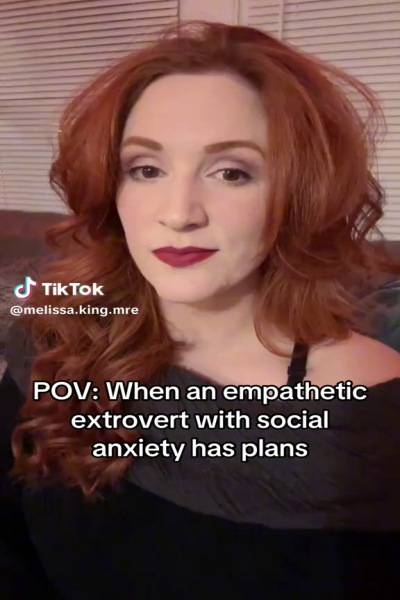 TikTok
@melissa.king.mre
POV: When an empathetic
extrovert with social
anxiety has plans